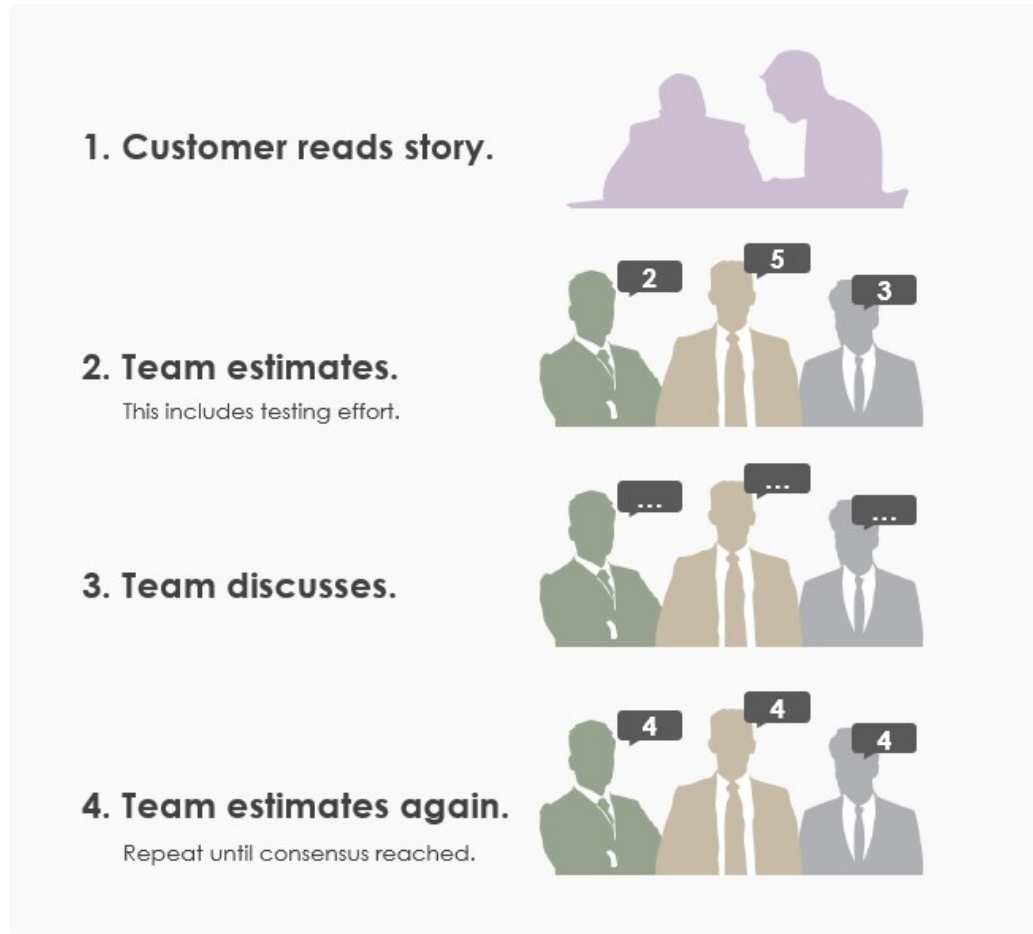 1. Customer reads story.
2 5 3
2. Team estimates.
This includes testing effort.
... ... ...
3. Team discusses.
4 4 4
4. Team estimates again.
Repeat until consensus reached.